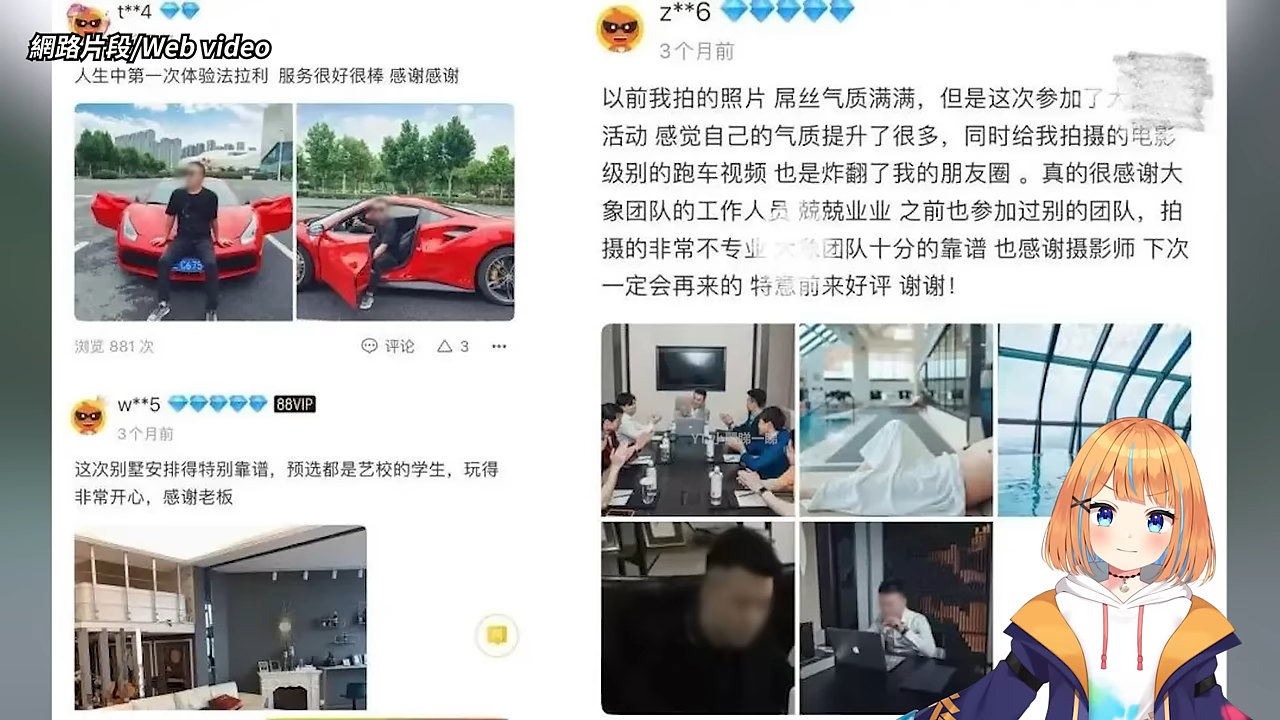 網路片段/Web video
t**4
人生中第一次体验法拉利 服务很好很棒 感谢感谢
C675
浏览 881 次
评论
3
w**5
88VIP
3个月前
这次别墅安排得特别靠谱，预选都是艺校的学生，玩得
非常开心，感谢老板
z**6
3个月前
以前我拍的照片 屌丝气质满满，但是这次参加了大
活动 感觉自己的气质提升了很多，同时给我拍摄的电影
级别的跑车视频 也是炸翻了我的朋友圈 。真的很感谢大
象团队的工作人员 兢兢业业 之前也参加过别的团队，拍
摄的非常不专业 大象团队十分的靠谱 也感谢摄影师 下次
一定会再来的 特意前来好评 谢谢！